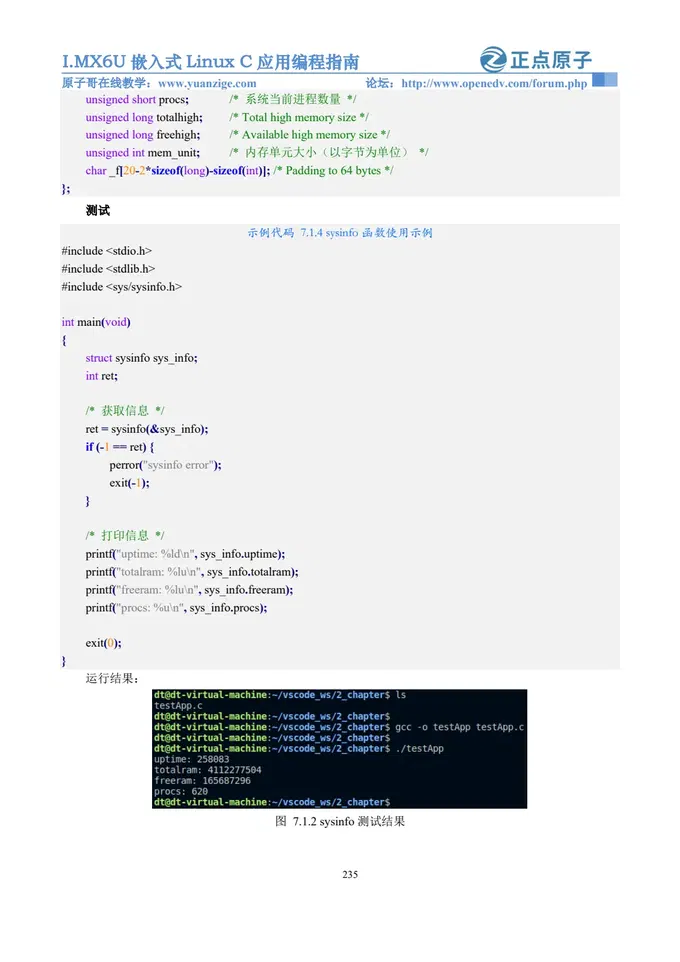 I.MX6U 嵌入式 Linux C 应用编程指南
正点原子
原子哥在线教学：www.yuanzige.com 论坛：http://www.openedv.com/forum.php
unsigned short procs; /* 系统当前进程数量 */
unsigned long totalhigh; /* Total high memory size */
unsigned long freehigh; /* Available high memory size */
unsigned int mem_unit; /* 内存单元大小（以字节为单位） */
char _f[20-2*sizeof(long)-sizeof(int)]; /* Padding to 64 bytes */
};
测试
示例代码 7.1.4 sysinfo 函数使用示例
#include <stdio.h>
#include <stdlib.h>
#include <sys/sysinfo.h>
int main(void)
{
struct sysinfo sys_info;
int ret;
/* 获取信息 */
ret = sysinfo(&sys_info);
if (-1 == ret) {
perror("sysinfo error");
exit(-1);
}
/* 打印信息 */
printf("uptime: %ld\n", sys_info.uptime);
printf("totalram: %lu\n", sys_info.totalram);
printf("freeram: %lu\n", sys_info.freeram);
printf("procs: %u\n", sys_info.procs);
exit(0);
}
运行结果：
dt@dt-virtual-machine:~/vscode_ws/2_chapter$ ls
testApp.c
dt@dt-virtual-machine:~/vscode_ws/2_chapter$
dt@dt-virtual-machine:~/vscode_ws/2_chapter$ gcc -o testApp testApp.c
dt@dt-virtual-machine:~/vscode_ws/2_chapter$
dt@dt-virtual-machine:~/vscode_ws/2_chapter$ ./testApp
uptime: 258083
totalram: 4112277504
freeram: 165687296
procs: 620
dt@dt-virtual-machine:~/vscode_ws/2_chapter$
图 7.1.2 sysinfo 测试结果
235